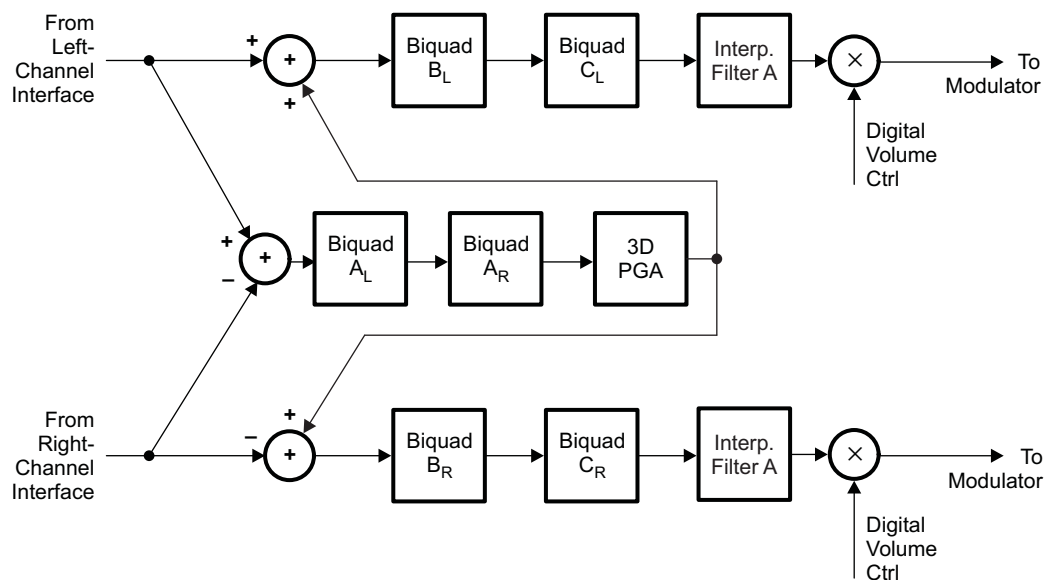 From
Left-
Channel
Interface
+
+
+
Biquad
B_L
Biquad
C_L
Interp.
Filter A
×
To
Modulator
Digital
Volume
Ctrl
+
−
+
Biquad
A_L
Biquad
A_R
3D
PGA
From
Right-
Channel
Interface
+
−
+
Biquad
B_R
Biquad
C_R
Interp.
Filter A
×
To
Modulator
Digital
Volume
Ctrl